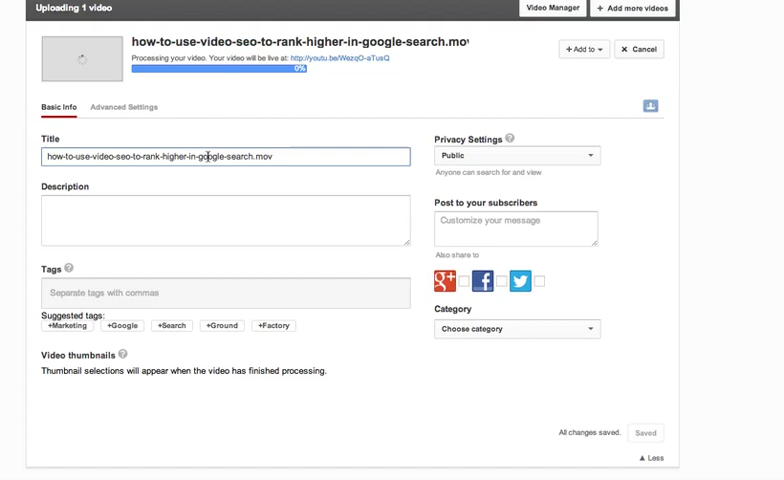 Uploading 1 video
Video Manager
+ Add more videos
how-to-use-video-seo-to-rank-higher-in-google-search.mov
+ Add to
× Cancel
Processing your video. Your video will be live at: http://youtu.be/WezqO-aTusQ
0%
Basic Info
Advanced Settings
Title
how-to-use-video-seo-to-rank-higher-in-google-search.mov
Description
Tags ?
Separate tags with commas
Suggested tags:
+Marketing +Google +Search +Ground +Factory
Video thumbnails ?
Thumbnail selections will appear when the video has finished processing.
Privacy Settings ?
Public
Anyone can search for and view
Post to your subscribers
Customize your message
Also share to
g+ f
Category
Choose category
All changes saved.
Saved
Less